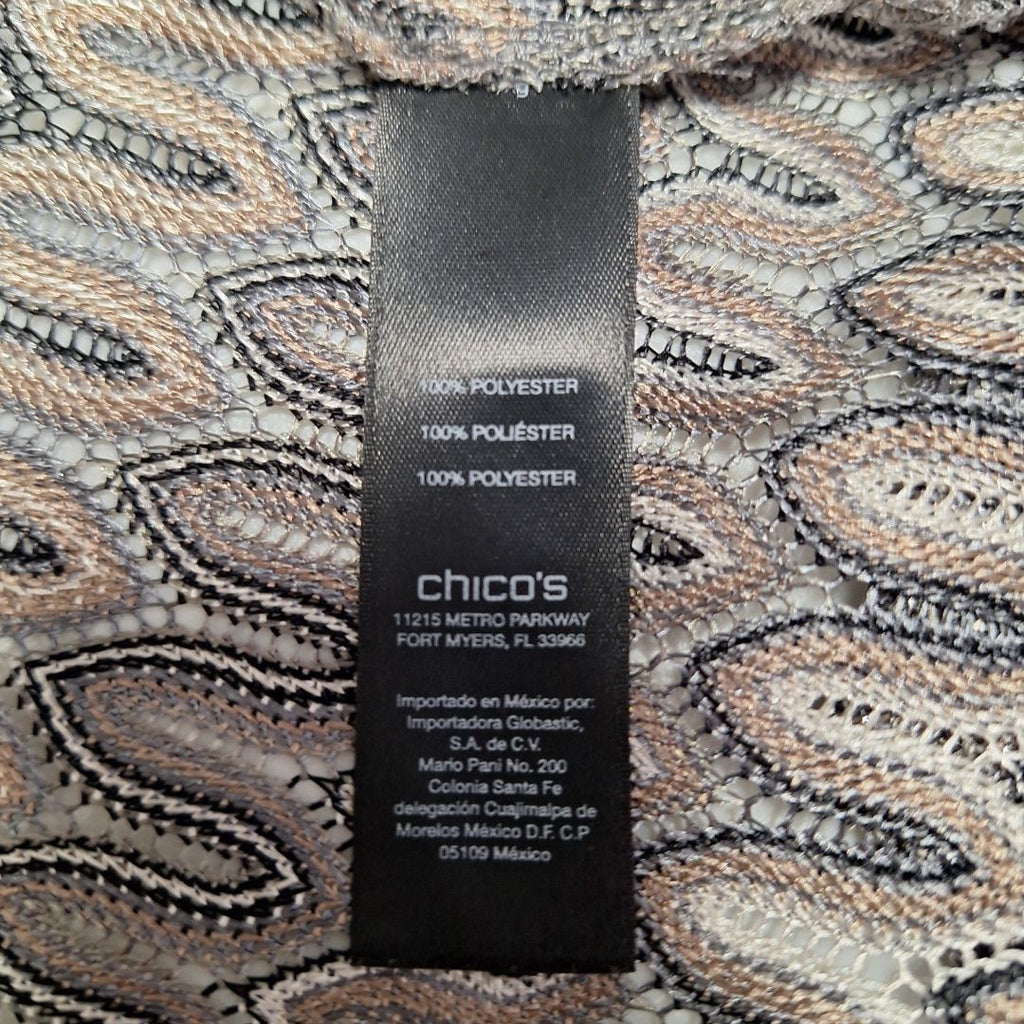 100% POLYESTER
100% POLIÉSTER
100% POLYESTER
chico's
11215 METRO PARKWAY
FORT MYERS, FL 33966
Importado en México por:
Importadora Globastic,
S.A. de C.V.
Mario Pani No. 200
Colonia Santa Fe
delegación Cuajimalpa de
Morelos México D.F. C.P
05109 México